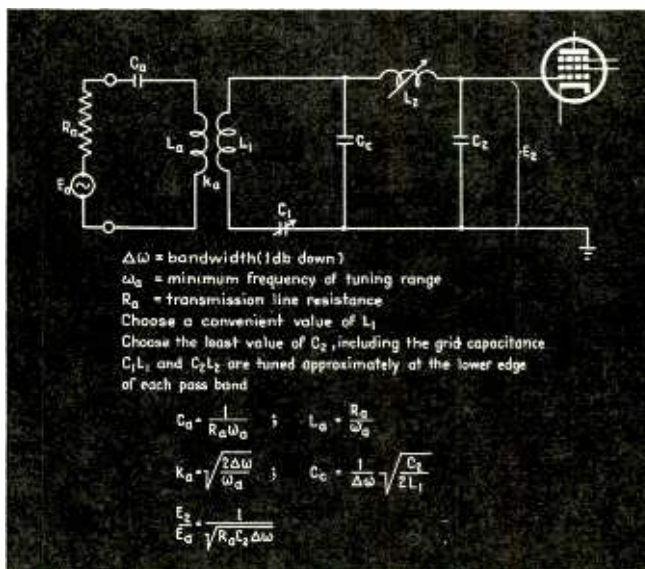 Ca
Ra
Ea
La
ka
L1
C1
Cc
L2
C2
E2
Δω = bandwidth (1db down)
ωa = minimum frequency of tuning range
Ra = transmission line resistance
Choose a convenient value of L1
Choose the least value of C2, including the grid capacitance
C1L1 and C2L2 are tuned approximately at the lower edge
of each pass band
Ca = 1/(Raωa) ; La = Ra/ωa
Ka = √(2Δω/ωa) ; Cc = 1/Δω √(C2/2L1)
E2/Ea = 1/√(RaC2Δω)